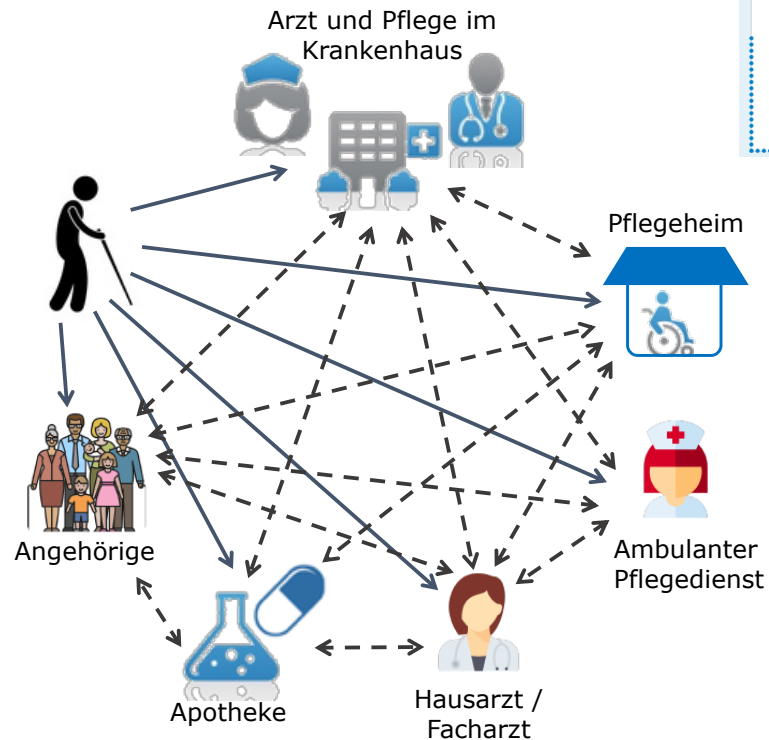 Arzt und Pflege im
Krankenhaus
Pflegeheim
Angehörige
Ambulanter
Pflegedienst
Apotheke
Hausarzt /
Facharzt